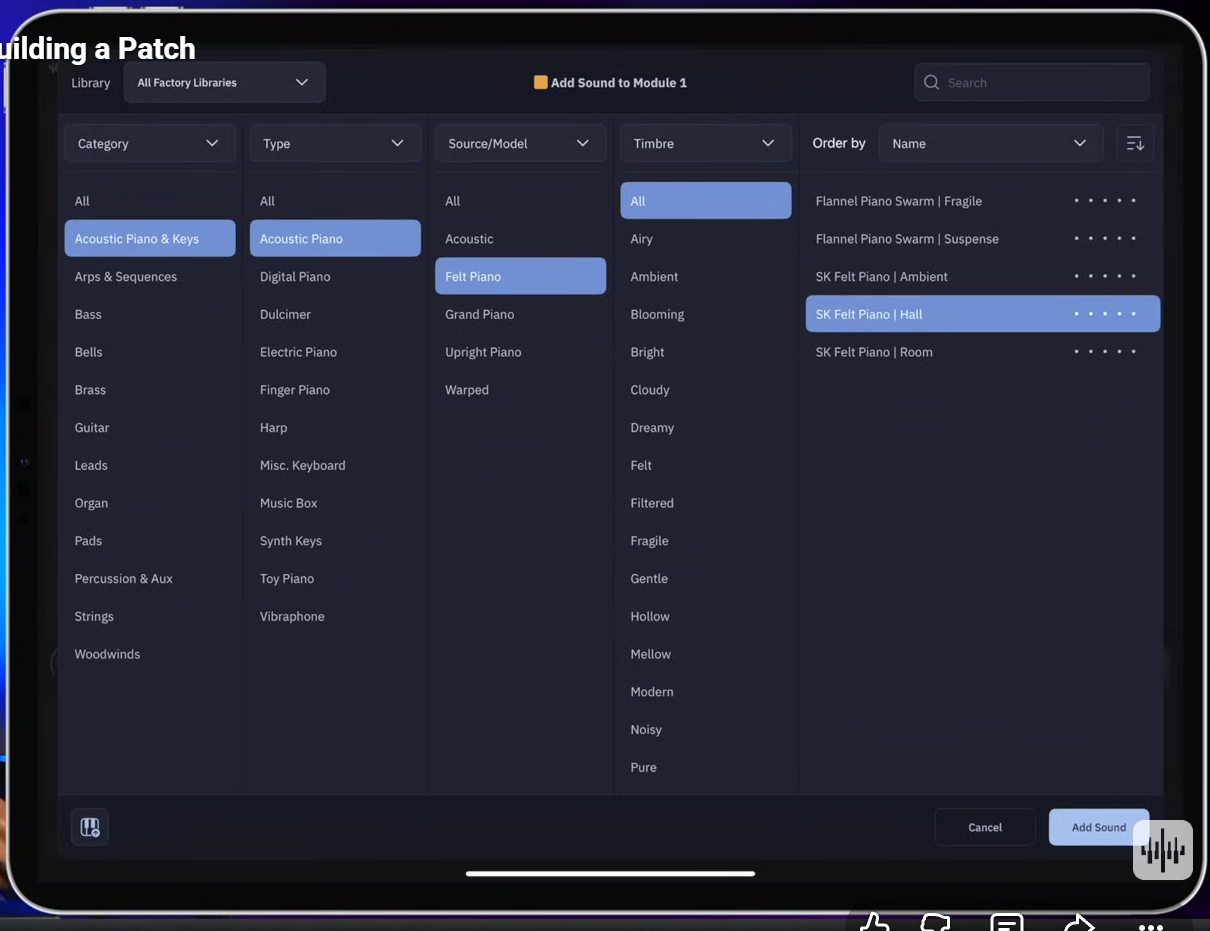 uilding a Patch
Library
All Factory Libraries
Add Sound to Module 1
Search
Category
Type
Source/Model
Timbre
Order by
Name
All
Acoustic Piano & Keys
Arps & Sequences
Bass
Bells
Brass
Guitar
Leads
Organ
Pads
Percussion & Aux
Strings
Woodwinds
All
Acoustic Piano
Digital Piano
Dulcimer
Electric Piano
Finger Piano
Harp
Misc. Keyboard
Music Box
Synth Keys
Toy Piano
Vibraphone
All
Acoustic
Felt Piano
Grand Piano
Upright Piano
Warped
All
Airy
Ambient
Blooming
Bright
Cloudy
Dreamy
Felt
Filtered
Fragile
Gentle
Hollow
Mellow
Modern
Noisy
Pure
Flannel Piano Swarm | Fragile
Flannel Piano Swarm | Suspense
SK Felt Piano | Ambient
SK Felt Piano | Hall
SK Felt Piano | Room
Cancel
Add Sound